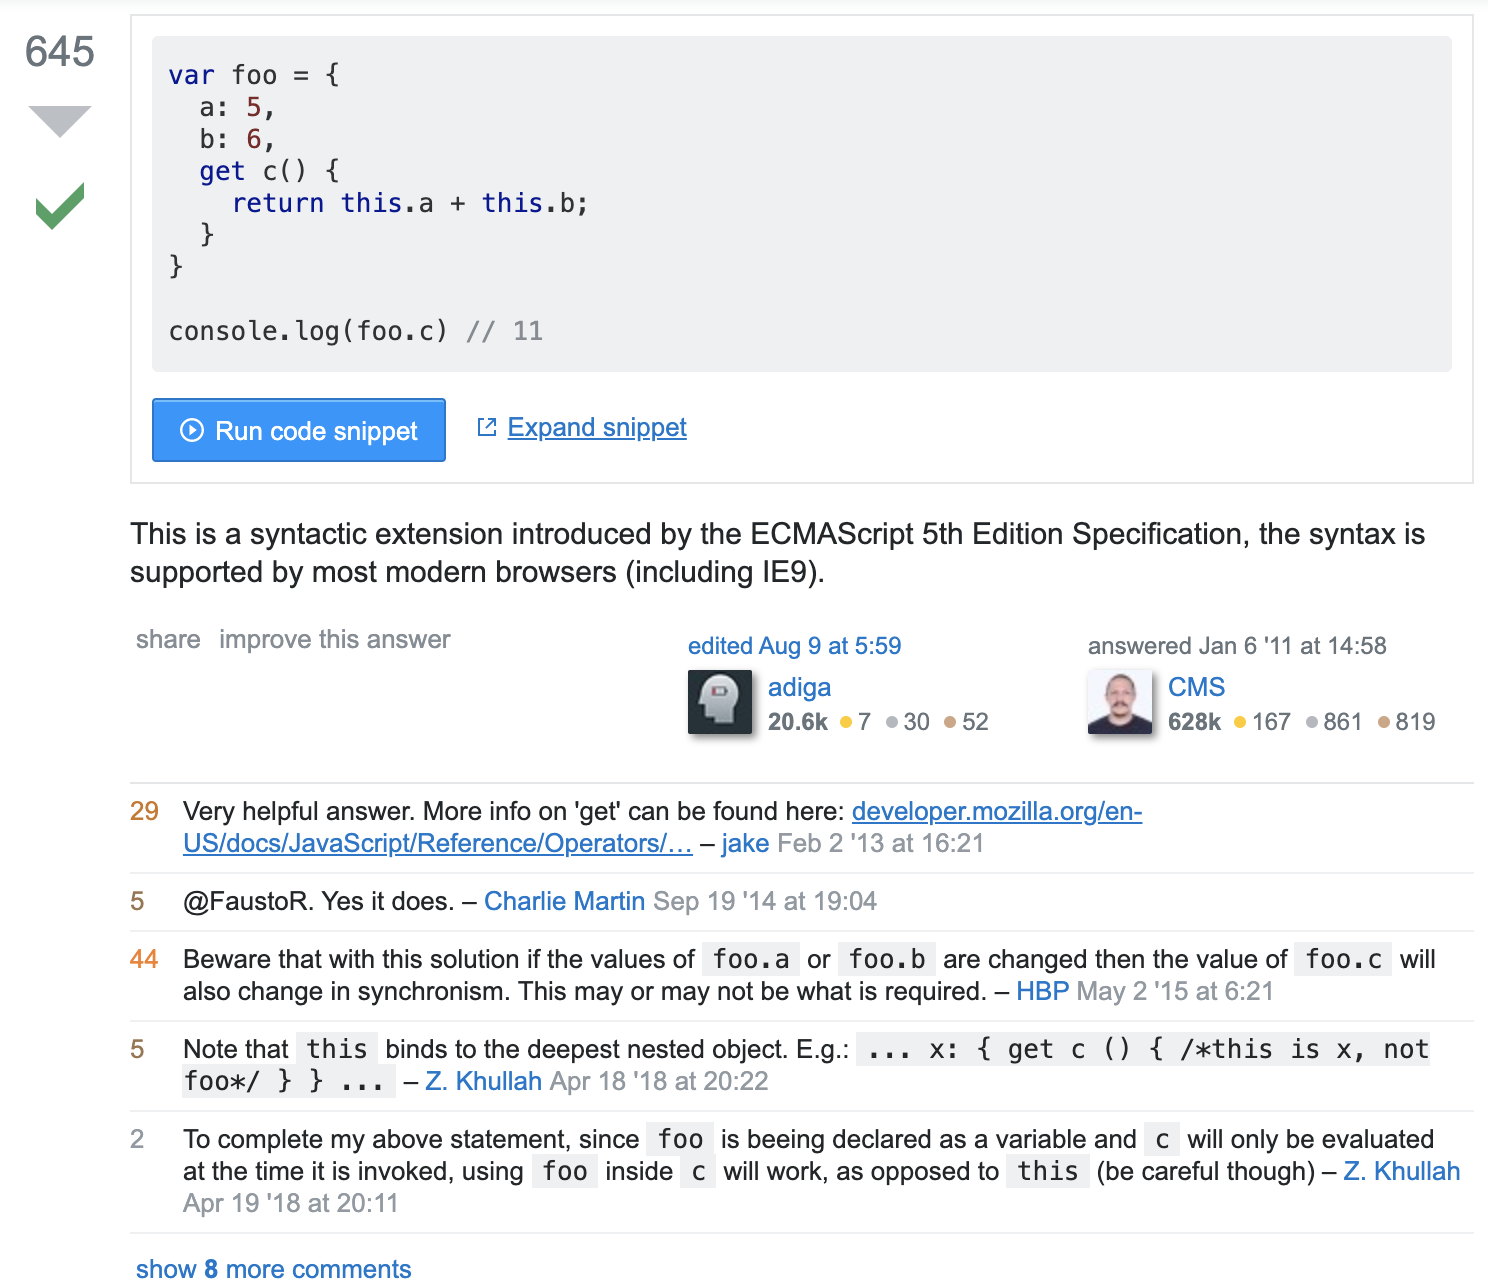 645
var foo = {
a: 5,
b: 6,
get c() {
return this.a + this.b;
}
}
console.log(foo.c) // 11
Run code snippet
Expand snippet
This is a syntactic extension introduced by the ECMAScript 5th Edition Specification, the syntax is
supported by most modern browsers (including IE9).
share improve this answer
edited Aug 9 at 5:59
adiga
20.6k 7 30 52
answered Jan 6 '11 at 14:58
CMS
628k 167 861 819
29 Very helpful answer. More info on 'get' can be found here: developer.mozilla.org/en-
US/docs/JavaScript/Reference/Operators/… – jake Feb 2 '13 at 16:21
5 @FaustoR. Yes it does. – Charlie Martin Sep 19 '14 at 19:04
44 Beware that with this solution if the values of foo.a or foo.b are changed then the value of foo.c will
also change in synchronism. This may or may not be what is required. – HBP May 2 '15 at 6:21
5 Note that this binds to the deepest nested object. E.g.: ... x: { get c () { /*this is x, not
foo*/ } } ... – Z. Khullah Apr 18 '18 at 20:22
2 To complete my above statement, since foo is beeing declared as a variable and c will only be evaluated
at the time it is invoked, using foo inside c will work, as opposed to this (be careful though) – Z. Khullah
Apr 19 '18 at 20:11
show 8 more comments